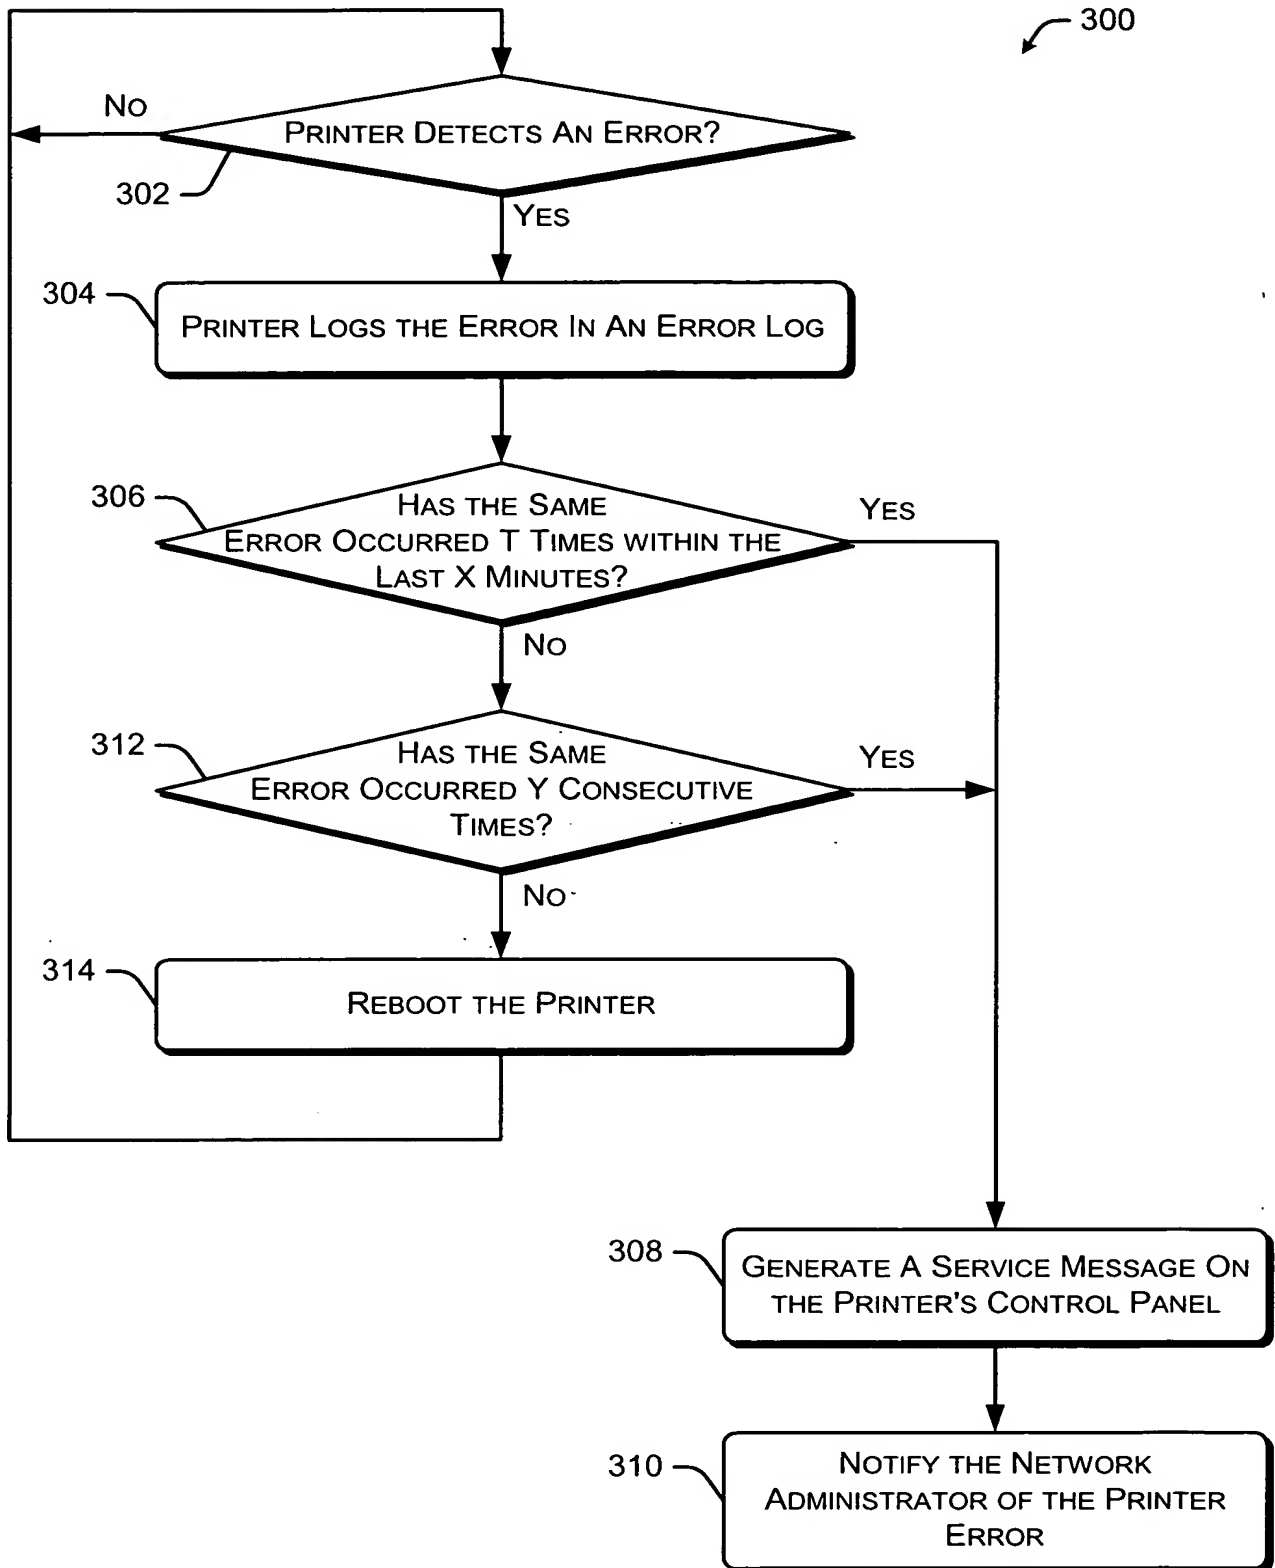 300
No
PRINTER DETECTS AN ERROR?
302
YES
304
PRINTER LOGS THE ERROR IN AN ERROR LOG
306
HAS THE SAME
ERROR OCCURRED T TIMES WITHIN THE
LAST X MINUTES?
YES
NO
312
HAS THE SAME
ERROR OCCURRED Y CONSECUTIVE
TIMES?
YES
NO
314
REBOOT THE PRINTER
308
GENERATE A SERVICE MESSAGE ON
THE PRINTER'S CONTROL PANEL
310
NOTIFY THE NETWORK
ADMINISTRATOR OF THE PRINTER
ERROR